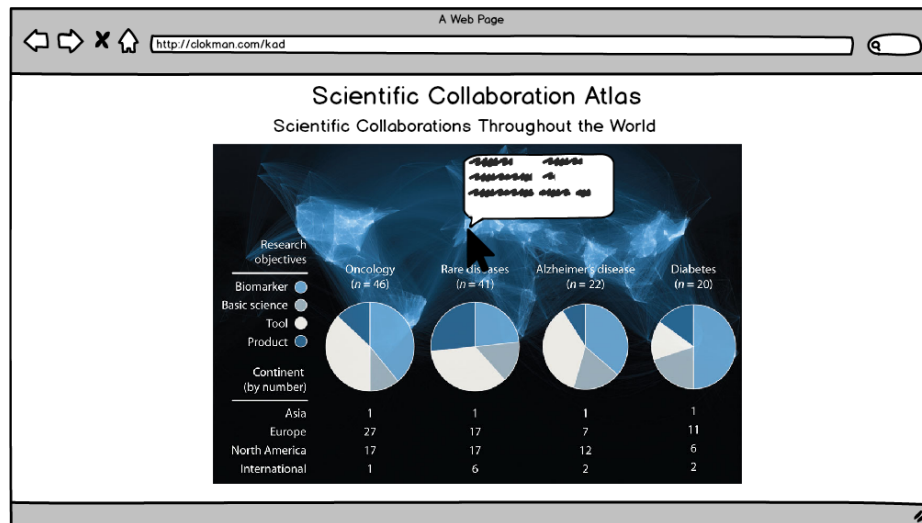 A Web Page
http://clokman.com/kad
Scientific Collaboration Atlas
Scientific Collaborations Throughout the World
Research
objectives
Oncology Rare diseases Alzheimer's disease Diabetes
(n = 46) (n = 41) (n = 22) (n = 20)
Biomarker
Basic science
Tool
Product
Continent
(by number)
Asia 1 1 1 1
Europe 27 17 7 11
North America 17 17 12 6
International 1 6 2 2